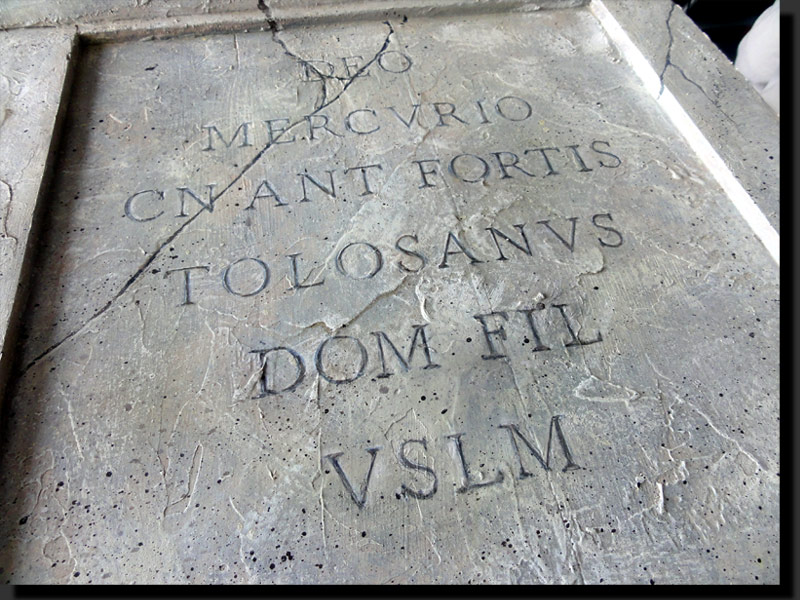 DEO
MERCVRIO
CN ANT FORTIS
TOLOSANVS
DOM FIL
VSLM